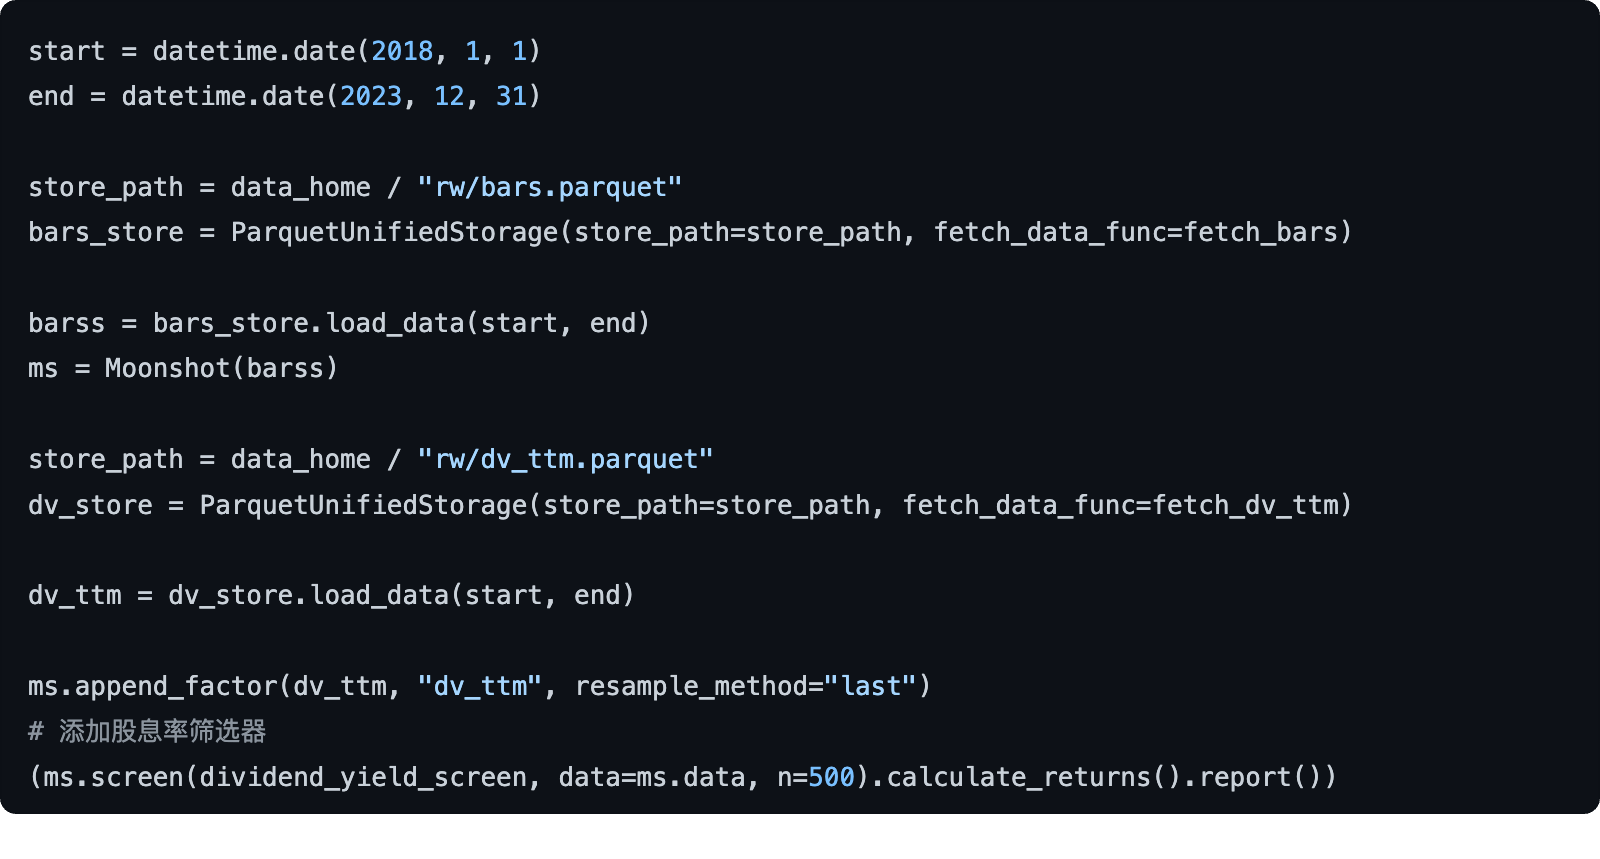 start = datetime.date(2018, 1, 1)
end = datetime.date(2023, 12, 31)
store_path = data_home / "rw/bars.parquet"
bars_store = ParquetUnifiedStorage(store_path=store_path, fetch_data_func=fetch_bars)
barss = bars_store.load_data(start, end)
ms = Moonshot(barss)
store_path = data_home / "rw/dv_ttm.parquet"
dv_store = ParquetUnifiedStorage(store_path=store_path, fetch_data_func=fetch_dv_ttm)
dv_ttm = dv_store.load_data(start, end)
ms.append_factor(dv_ttm, "dv_ttm", resample_method="last")
# 添加股息率筛选器
(ms.screen(dividend_yield_screen, data=ms.data, n=500).calculate_returns().report())